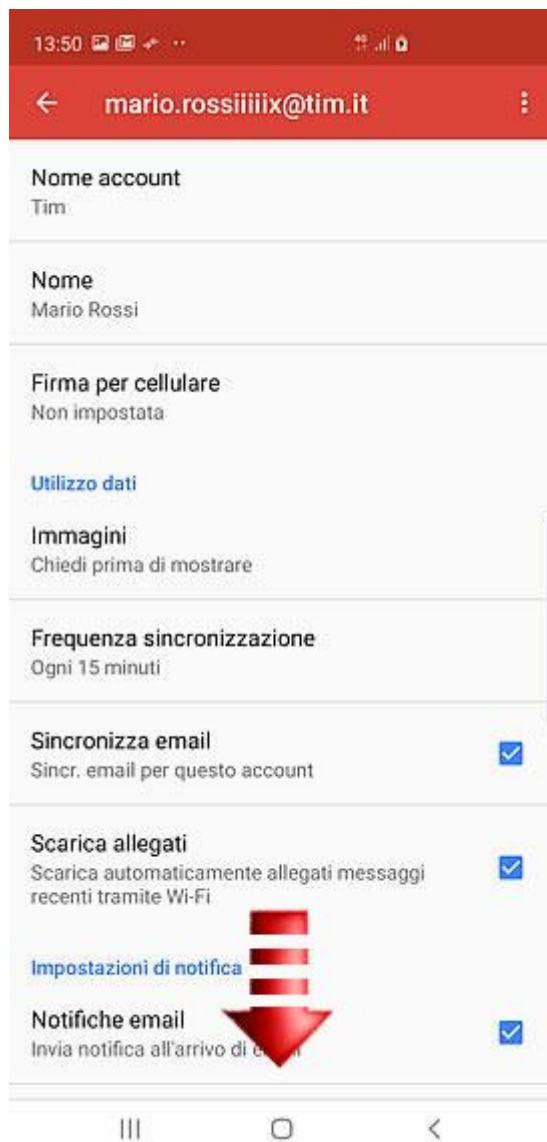 13:50
4G
mario.rossiiiiix@tim.it
Nome account
Tim
Nome
Mario Rossi
Firma per cellulare
Non impostata
Utilizzo dati
Immagini
Chiedi prima di mostrare
Frequenza sincronizzazione
Ogni 15 minuti
Sincronizza email
Sincr. email per questo account
Scarica allegati
Scarica automaticamente allegati messaggi
recenti tramite Wi-Fi
Impostazioni di notifica
Notifiche email
Invia notifica all'arrivo di